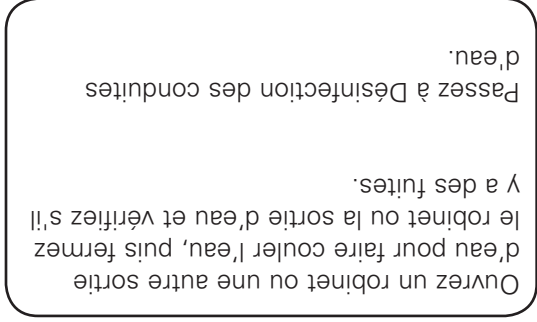 Ouvrez un robinet ou une autre sortie
d'eau pour faire couler l'eau, puis fermez
le robinet ou la sortie d'eau et vérifiez s'il
y a des fuites.
Passez à Désinfection des conduites
d'eau.